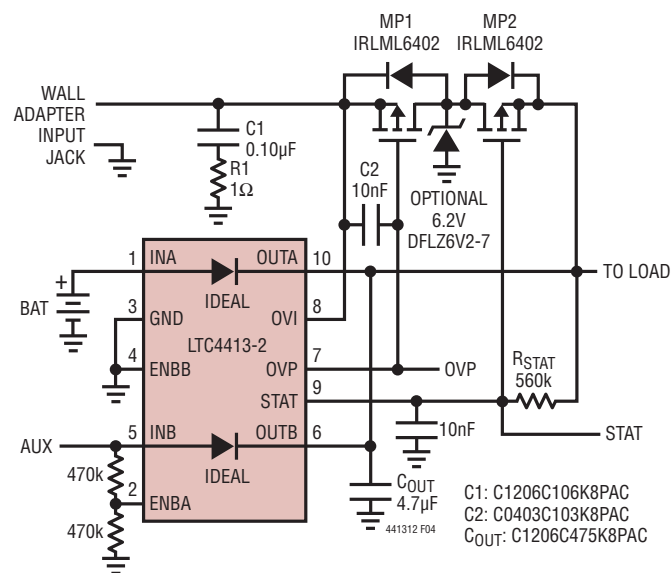 MP1
IRLML6402
MP2
IRLML6402
WALL
ADAPTER
INPUT
JACK
C1
0.10µF
R1
1Ω
C2
10nF
OPTIONAL
6.2V
DFLZ6V2-7
1
INA
OUTA
10
IDEAL
TO LOAD
+
BAT
3
GND
OVI
8
LTC4413-2
4
ENBB
OVP
7
OVP
RSTAT
560k
STAT
9
STAT
AUX
5
INB
OUTB
6
10nF
IDEAL
470k
2
ENBA
470k
COUT
4.7µF
441312 F04
C1: C1206C106K8PAC
C2: C0403C103K8PAC
COUT: C1206C475K8PAC